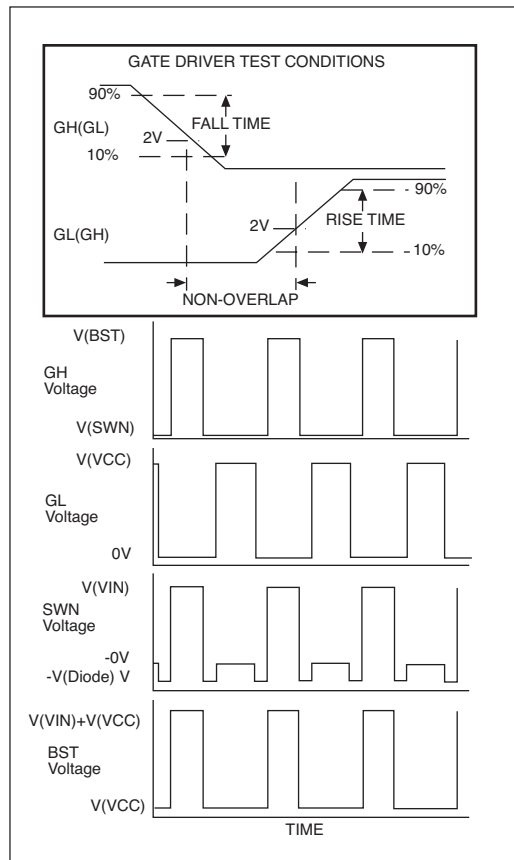 GATE DRIVER TEST CONDITIONS
90%
FALL TIME
GH(GL)
2V
10%
90%
2V
RISE TIME
GL(GH)
10%
NON-OVERLAP
V(BST)
GH
Voltage
V(SWN)
V(VCC)
GL
Voltage
0V
V(VIN)
SWN
Voltage
-0V
-V(Diode) V
V(VIN)+V(VCC)
BST
Voltage
V(VCC)
TIME